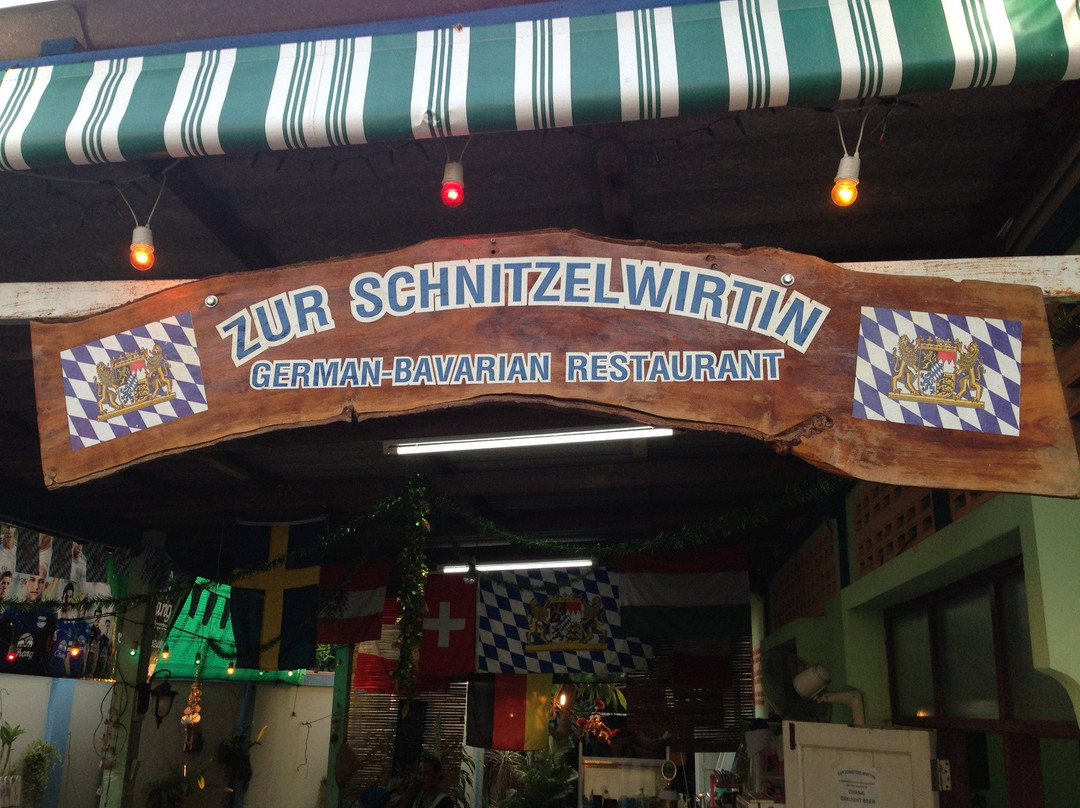 ZUR SCHNITZELWIRTIN
GERMAN-BAVARIAN RESTAURANT